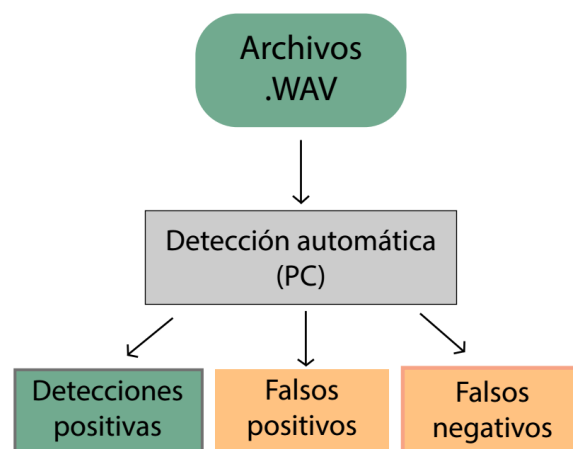 Archivos
.WAV
Detección automática
(PC)
Detecciones
positivas
Falsos
positivos
Falsos
negativos